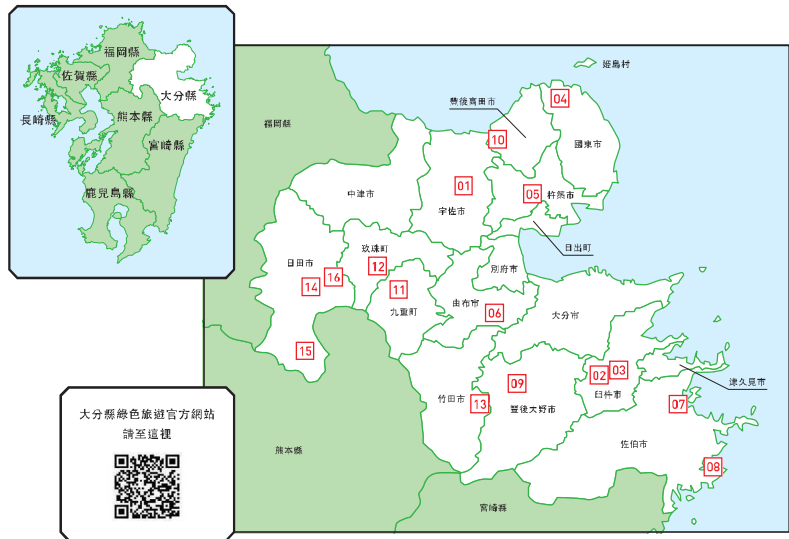 福岡縣
佐賀縣
大分縣
長崎縣
熊本縣
宮崎縣
鹿兒島縣
姫島村
豊後高田市
04
福岡縣
10
國東市
中津市
01
05
杵築市
宇佐市
日出町
玖珠町
日田市
12
16
別府市
14
11
由布市
九重町
06
大分市
15
02
03
09
津久見市
竹田市
13
豐後大野市
臼杵市
07
佐伯市
熊本縣
08
宮崎縣
大分縣綠色旅遊官方網站
請至這裡